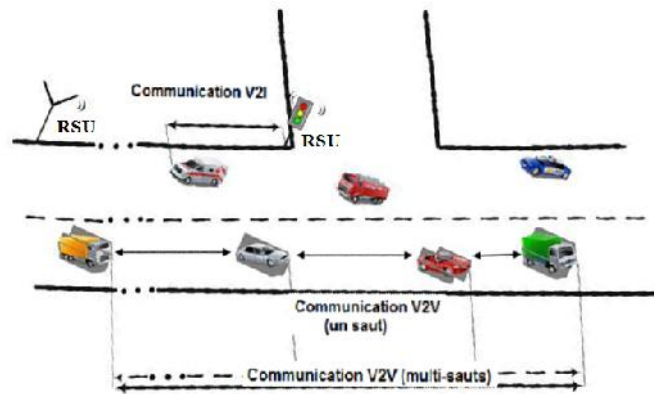 Communication V2I
RSU
RSU
Communication V2V
(un saut)
Communication V2V (multi-sauts)